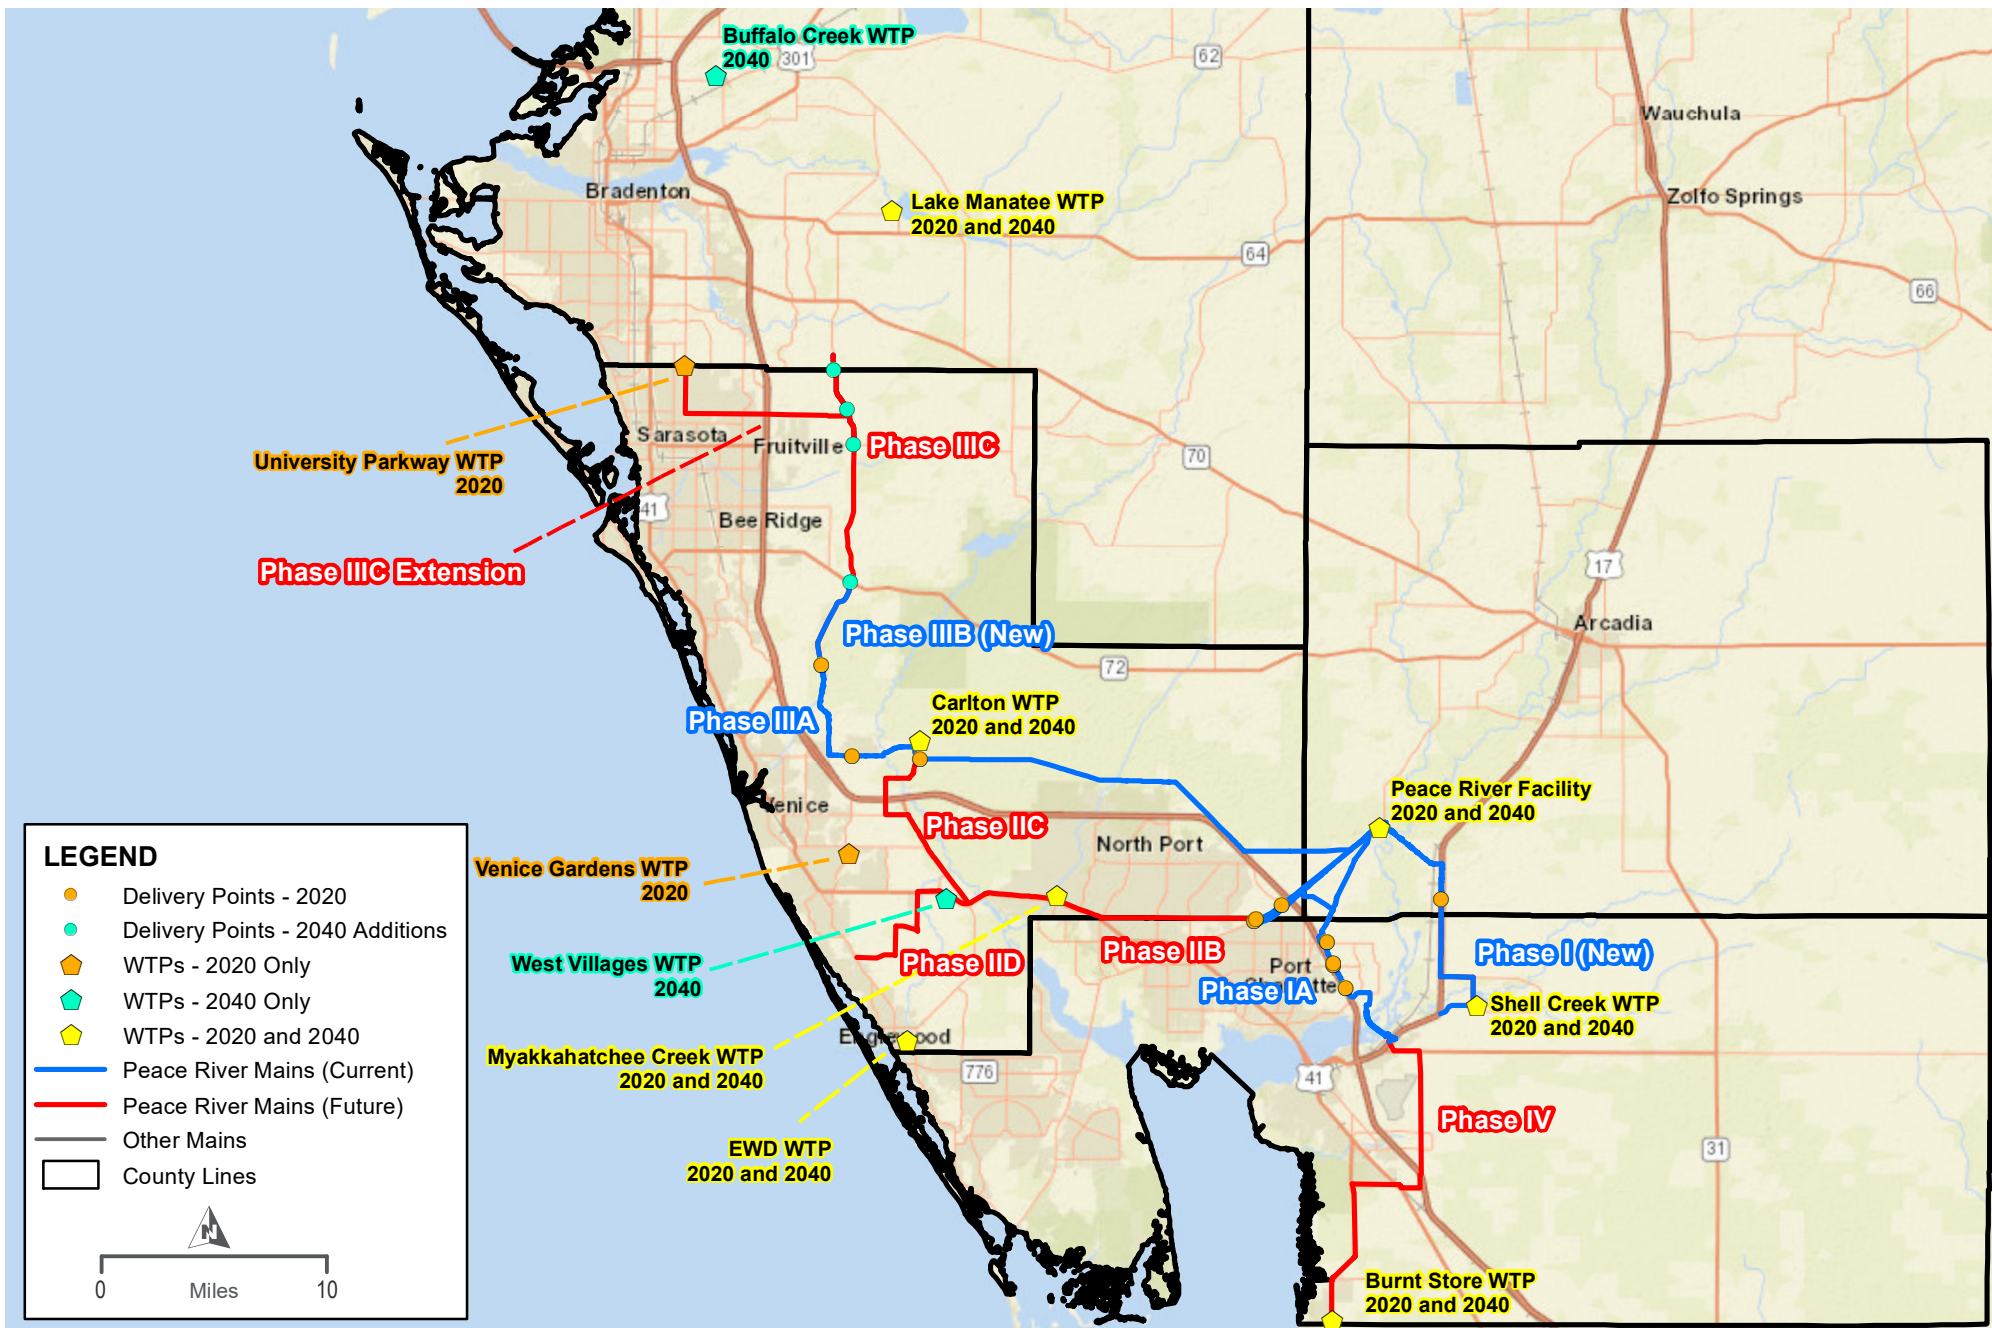 Buffalo Creek WTP
2040
301
62
Wauchula
Bradenton
Lake Manatee WTP
2020 and 2040
Zolfo Springs
64
66
University Parkway WTP
2020
Sarasota
Fruitville
Phase IIIC
70
41
Bee Ridge
Phase IIIC Extension
17
Arcadia
Phase IIIB (New)
72
Carlton WTP
2020 and 2040
Phase IIIA
Venice
Peace River Facility
2020 and 2040
Phase IIC
North Port
Venice Gardens WTP
2020
West Villages WTP
2040
Phase IID
Phase IIB
Port
Phase IA
Phase I (New)
Shell Creek WTP
2020 and 2040
Englewood
Myakkahatchee Creek WTP
2020 and 2040
776
41
EWD WTP
2020 and 2040
Phase IV
31
Burnt Store WTP
2020 and 2040
LEGEND
Delivery Points - 2020
Delivery Points - 2040 Additions
WTPs - 2020 Only
WTPs - 2040 Only
WTPs - 2020 and 2040
Peace River Mains (Current)
Peace River Mains (Future)
Other Mains
County Lines
N
0 Miles 10